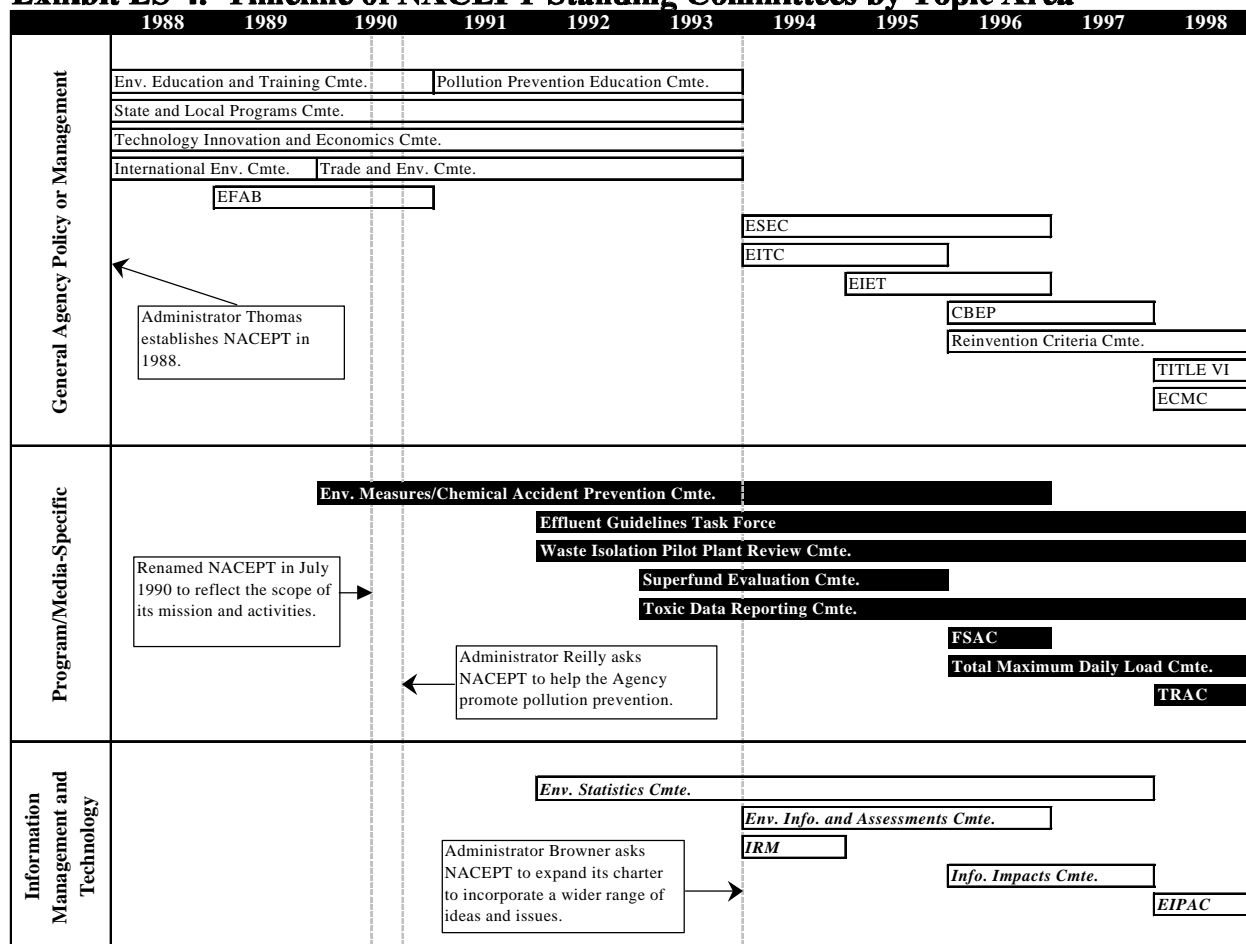 Exhibit ES-4: Timeline of NACEPT Standing Committees by Topic Area
1988 1989 1990 1991 1992 1993 1994 1995 1996 1997 1998
General Agency Policy or Management
Env. Education and Training Cmte. Pollution Prevention Education Cmte.
State and Local Programs Cmte.
Technology Innovation and Economics Cmte.
International Env. Cmte. Trade and Env. Cmte.
EFAB
ESEC
EITC
EIET
Administrator Thomas
establishes NACEPT in
1988.
CBEP
Reinvention Criteria Cmte.
TITLE VI
ECMC
Program/Media-Specific
Env. Measures/Chemical Accident Prevention Cmte.
Effluent Guidelines Task Force
Waste Isolation Pilot Plant Review Cmte.
Renamed NACEPT in July
1990 to reflect the scope of
its mission and activities.
Superfund Evaluation Cmte.
Toxic Data Reporting Cmte.
FSAC
Administrator Reilly asks
NACEPT to help the Agency
promote pollution prevention.
Total Maximum Daily Load Cmte.
TRAC
Information
Management and
Technology
Env. Statistics Cmte.
Env. Info. and Assessments Cmte.
IRM
Administrator Browner asks
NACEPT to expand its charter
to incorporate a wider range of
ideas and issues.
Info. Impacts Cmte.
EIPAC